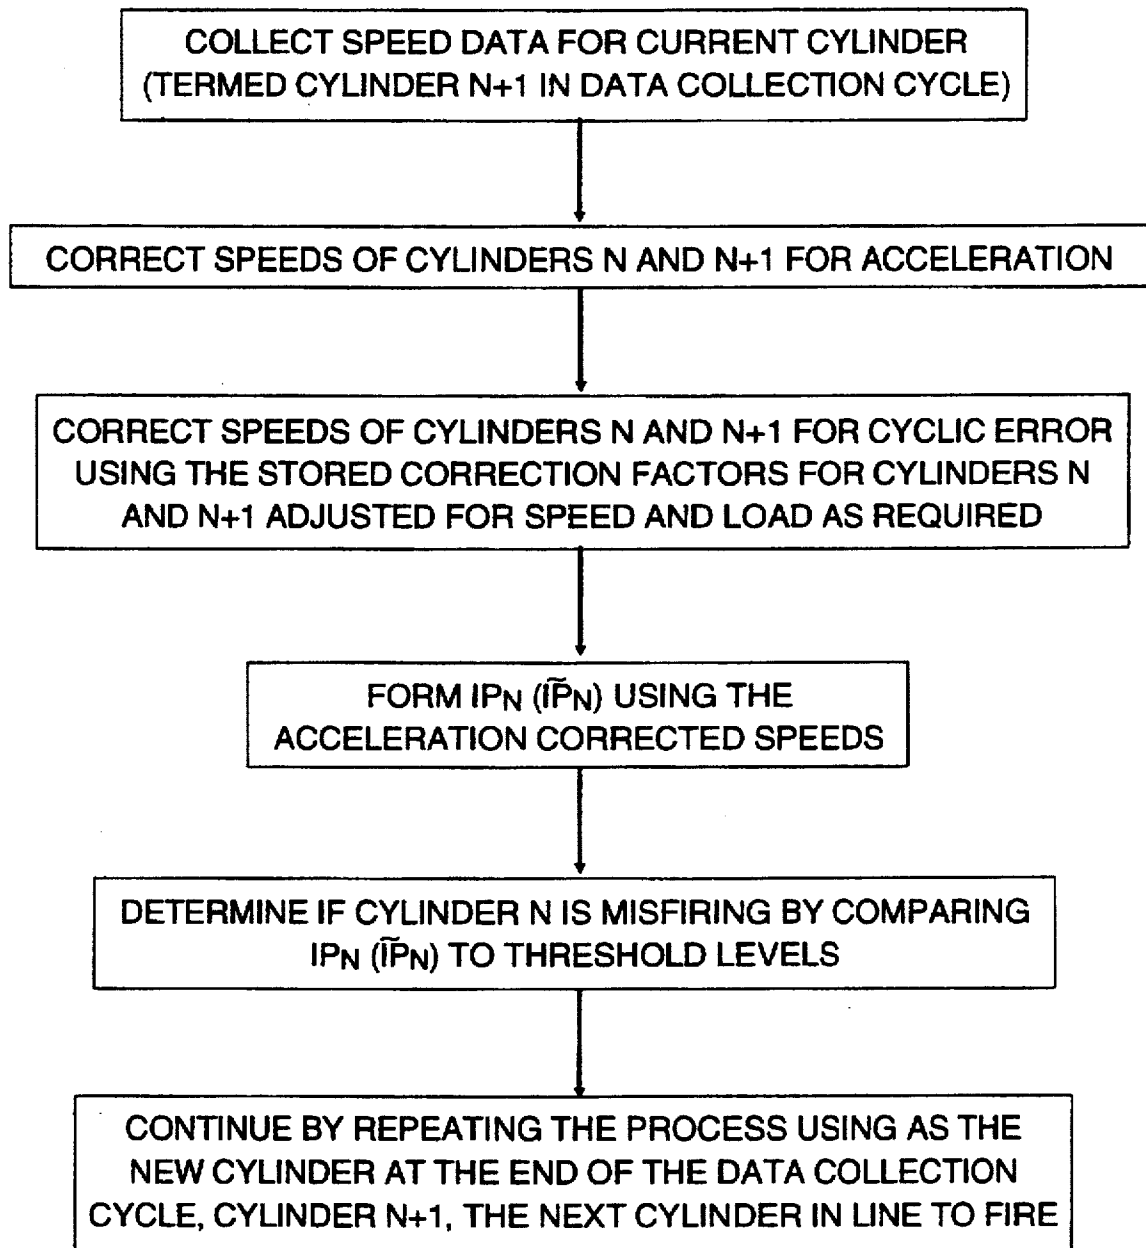 COLLECT SPEED DATA FOR CURRENT CYLINDER
(TERMED CYLINDER N+1 IN DATA COLLECTION CYCLE)
CORRECT SPEEDS OF CYLINDERS N AND N+1 FOR ACCELERATION
CORRECT SPEEDS OF CYLINDERS N AND N+1 FOR CYCLIC ERROR
USING THE STORED CORRECTION FACTORS FOR CYLINDERS N
AND N+1 ADJUSTED FOR SPEED AND LOAD AS REQUIRED
FORM IPN (ĨP̃N) USING THE
ACCELERATION CORRECTED SPEEDS
DETERMINE IF CYLINDER N IS MISFIRING BY COMPARING
IPN (ĨP̃N) TO THRESHOLD LEVELS
CONTINUE BY REPEATING THE PROCESS USING AS THE
NEW CYLINDER AT THE END OF THE DATA COLLECTION
CYCLE, CYLINDER N+1, THE NEXT CYLINDER IN LINE TO FIRE